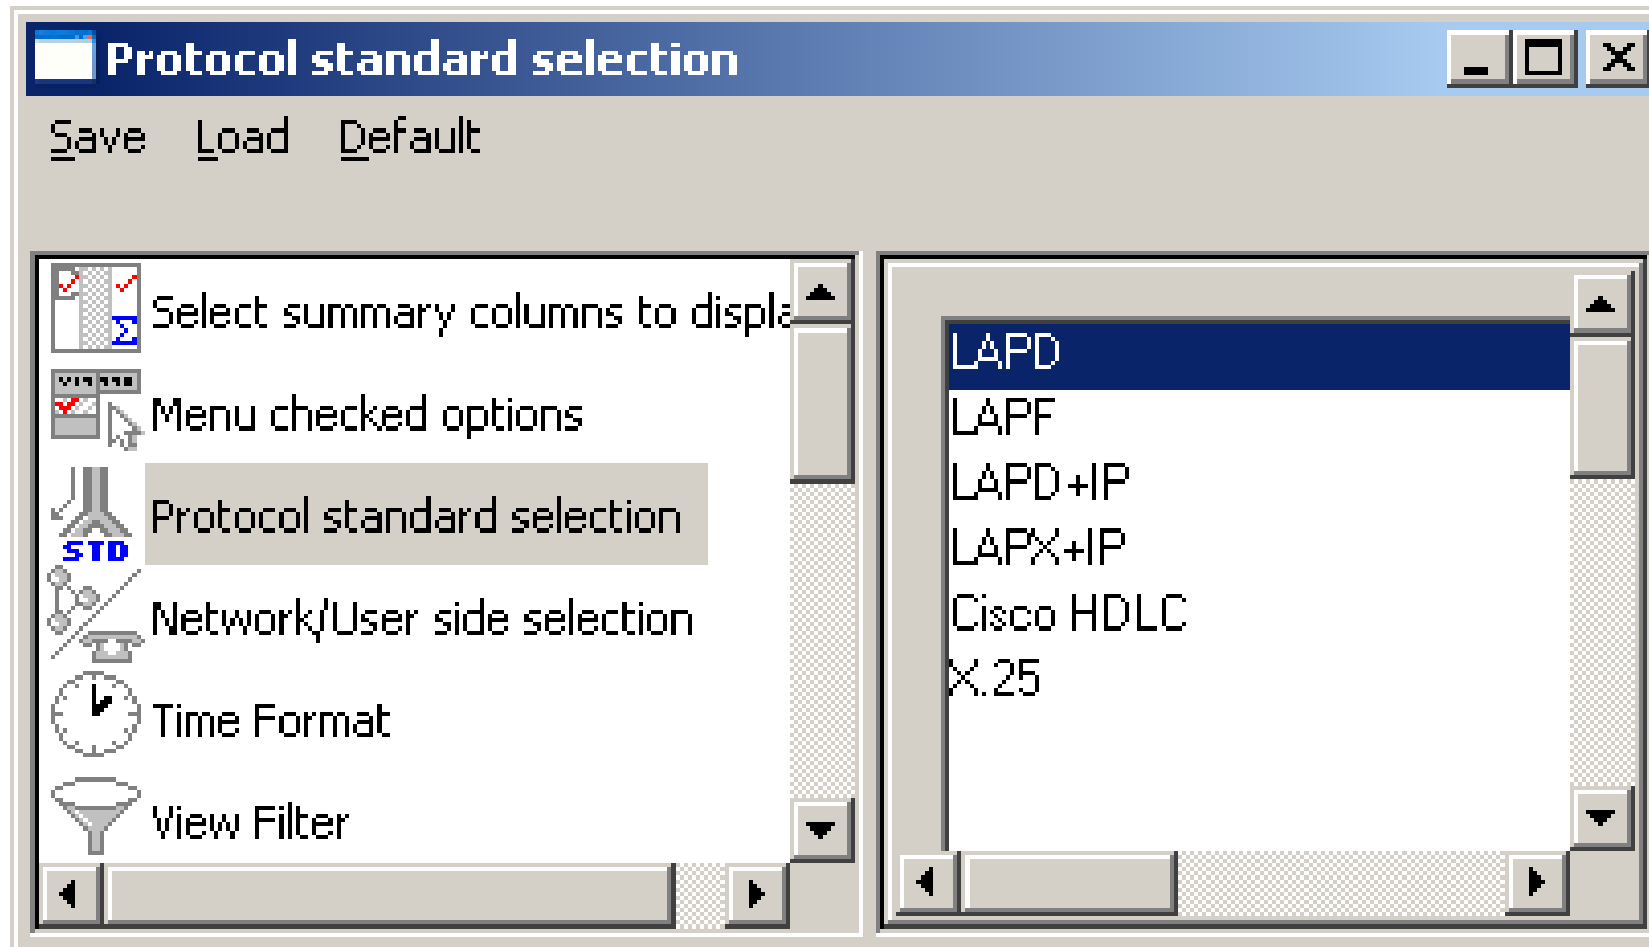 Protocol standard selection
Save Load Default
Select summary columns to displa
Menu checked options
STD
Protocol standard selection
Network/User side selection
Time Format
View Filter
LAPD
LAPF
LAPD+IP
LAPX+IP
Cisco HDLC
X.25